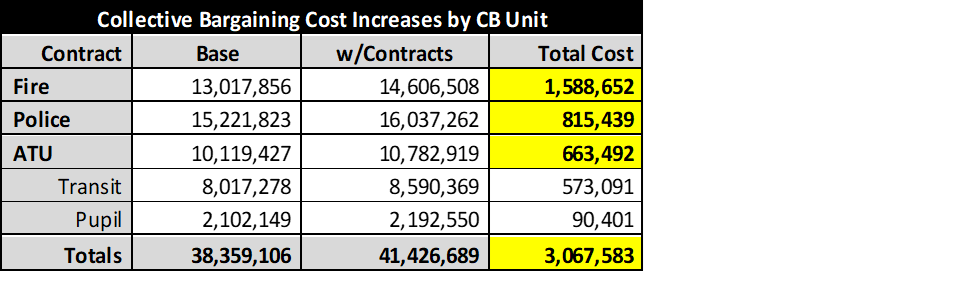 Collective Bargaining Cost Increases by CB Unit
Contract Base w/Contracts Total Cost
Fire 13,017,856 14,606,508 1,588,652
Police 15,221,823 16,037,262 815,439
ATU 10,119,427 10,782,919 663,492
Transit 8,017,278 8,590,369 573,091
Pupil 2,102,149 2,192,550 90,401
Totals 38,359,106 41,426,689 3,067,583